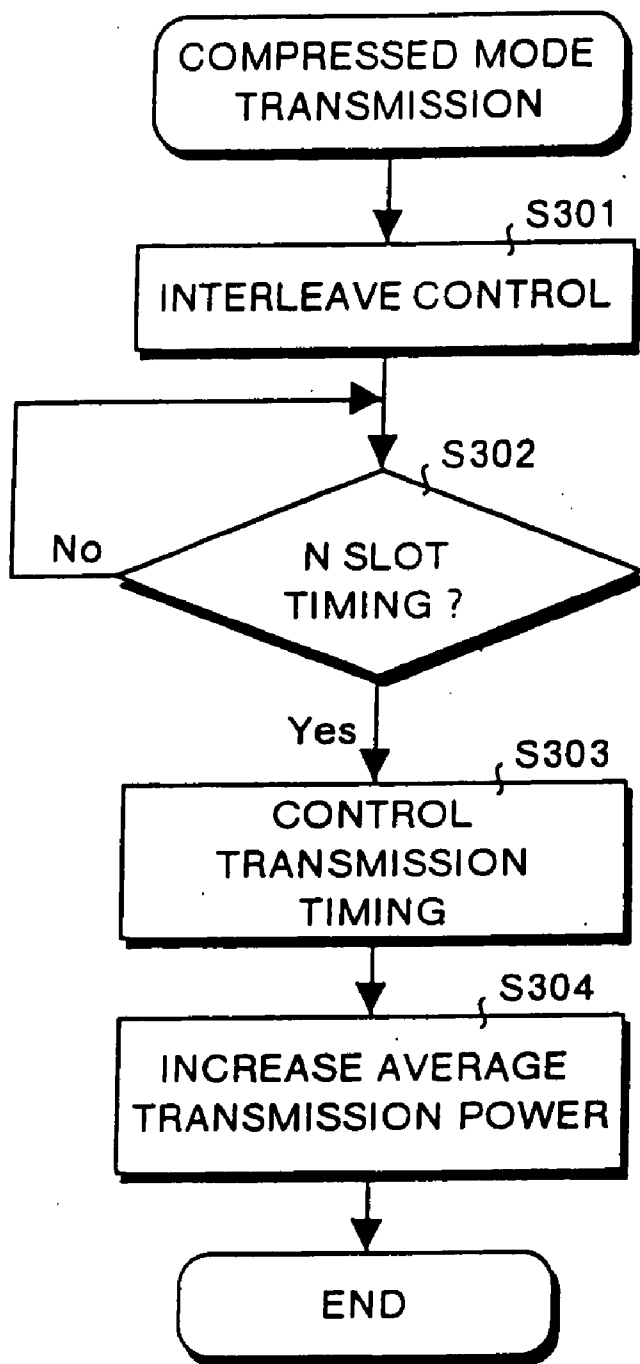 COMPRESSED MODE
TRANSMISSION
S301
INTERLEAVE CONTROL
S302
No
N SLOT
TIMING ?
Yes
S303
CONTROL
TRANSMISSION
TIMING
S304
INCREASE AVERAGE
TRANSMISSION POWER
END